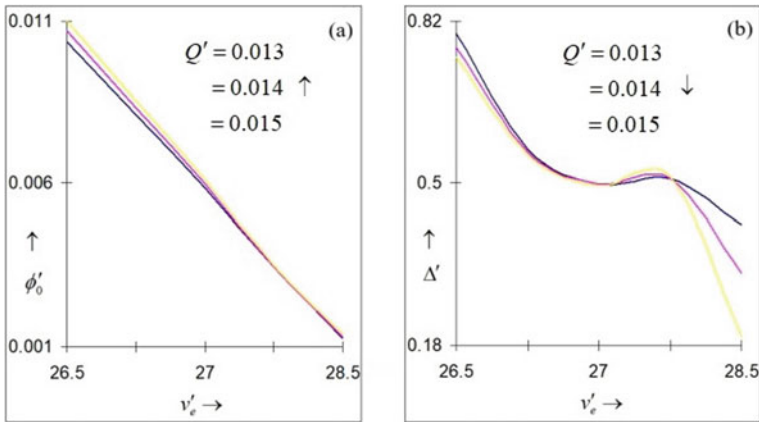 0.011
(a)
Q′ = 0.013
= 0.014 ↑
= 0.015
0.006
↑
ϕ′₀
0.001
26.5 27 28.5
v′ₑ →
0.82
(b)
Q′ = 0.013
= 0.014 ↓
= 0.015
0.5
↑
Δ′
0.18
26.5 27 28.5
v′ₑ →